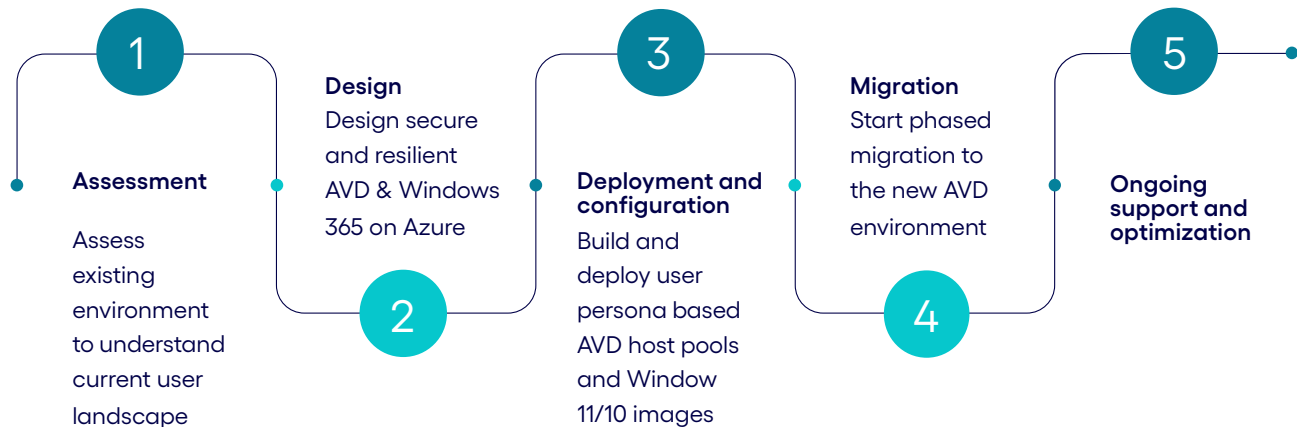 1
Assessment
Assess
existing
environment
to understand
current user
landscape
Design
Design secure
and resilient
AVD & Windows
365 on Azure
2
3
Deployment and
configuration
Build and
deploy user
persona based
AVD host pools
and Window
11/10 images
Migration
Start phased
migration to
the new AVD
environment
4
5
Ongoing
support and
optimization